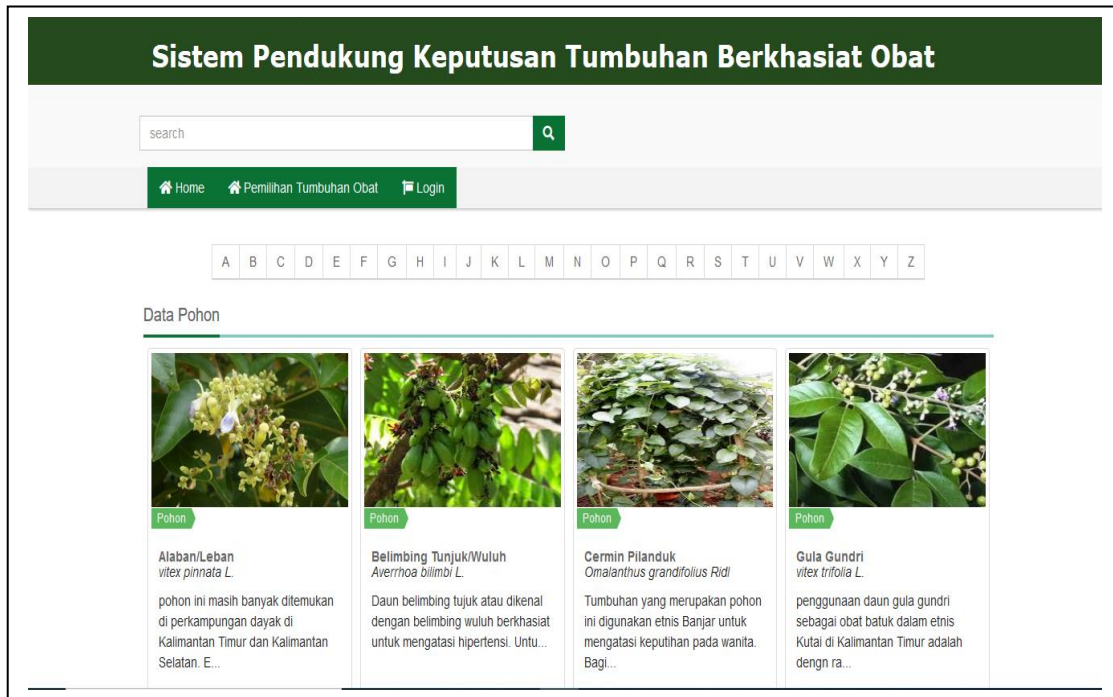 Sistem Pendukung Keputusan Tumbuhan Berkhasiat Obat
search
Home Pemilihan Tumbuhan Obat Login
A B C D E F G H I J K L M N O P Q R S T U V W X Y Z
Data Pohon
Pohon
Alaban/Leban
vitex pinnata L.
pohon ini masih banyak ditemukan
di perkampungan dayak di
Kalimantan Timur dan Kalimantan
Selatan. E...
Pohon
Belimbing Tunjuk/Wuluh
Averrhoa bilimbi L.
Daun belimbing tujuk atau dikenal
dengan belimbing wuluh berkhasiat
untuk mengatasi hipertensi. Untu...
Pohon
Cermin Pilanduk
Omalanthus grandifolius Ridl
Tumbuhan yang merupakan pohon
ini digunakan etnis Banjar untuk
mengatasi keputihan pada wanita.
Bagi...
Pohon
Gula Gundri
vitex trifolia L.
penggunaan daun gula gundri
sebagai obat batuk dalam etnis
Kutai di Kalimantan Timur adalah
dengn ra...